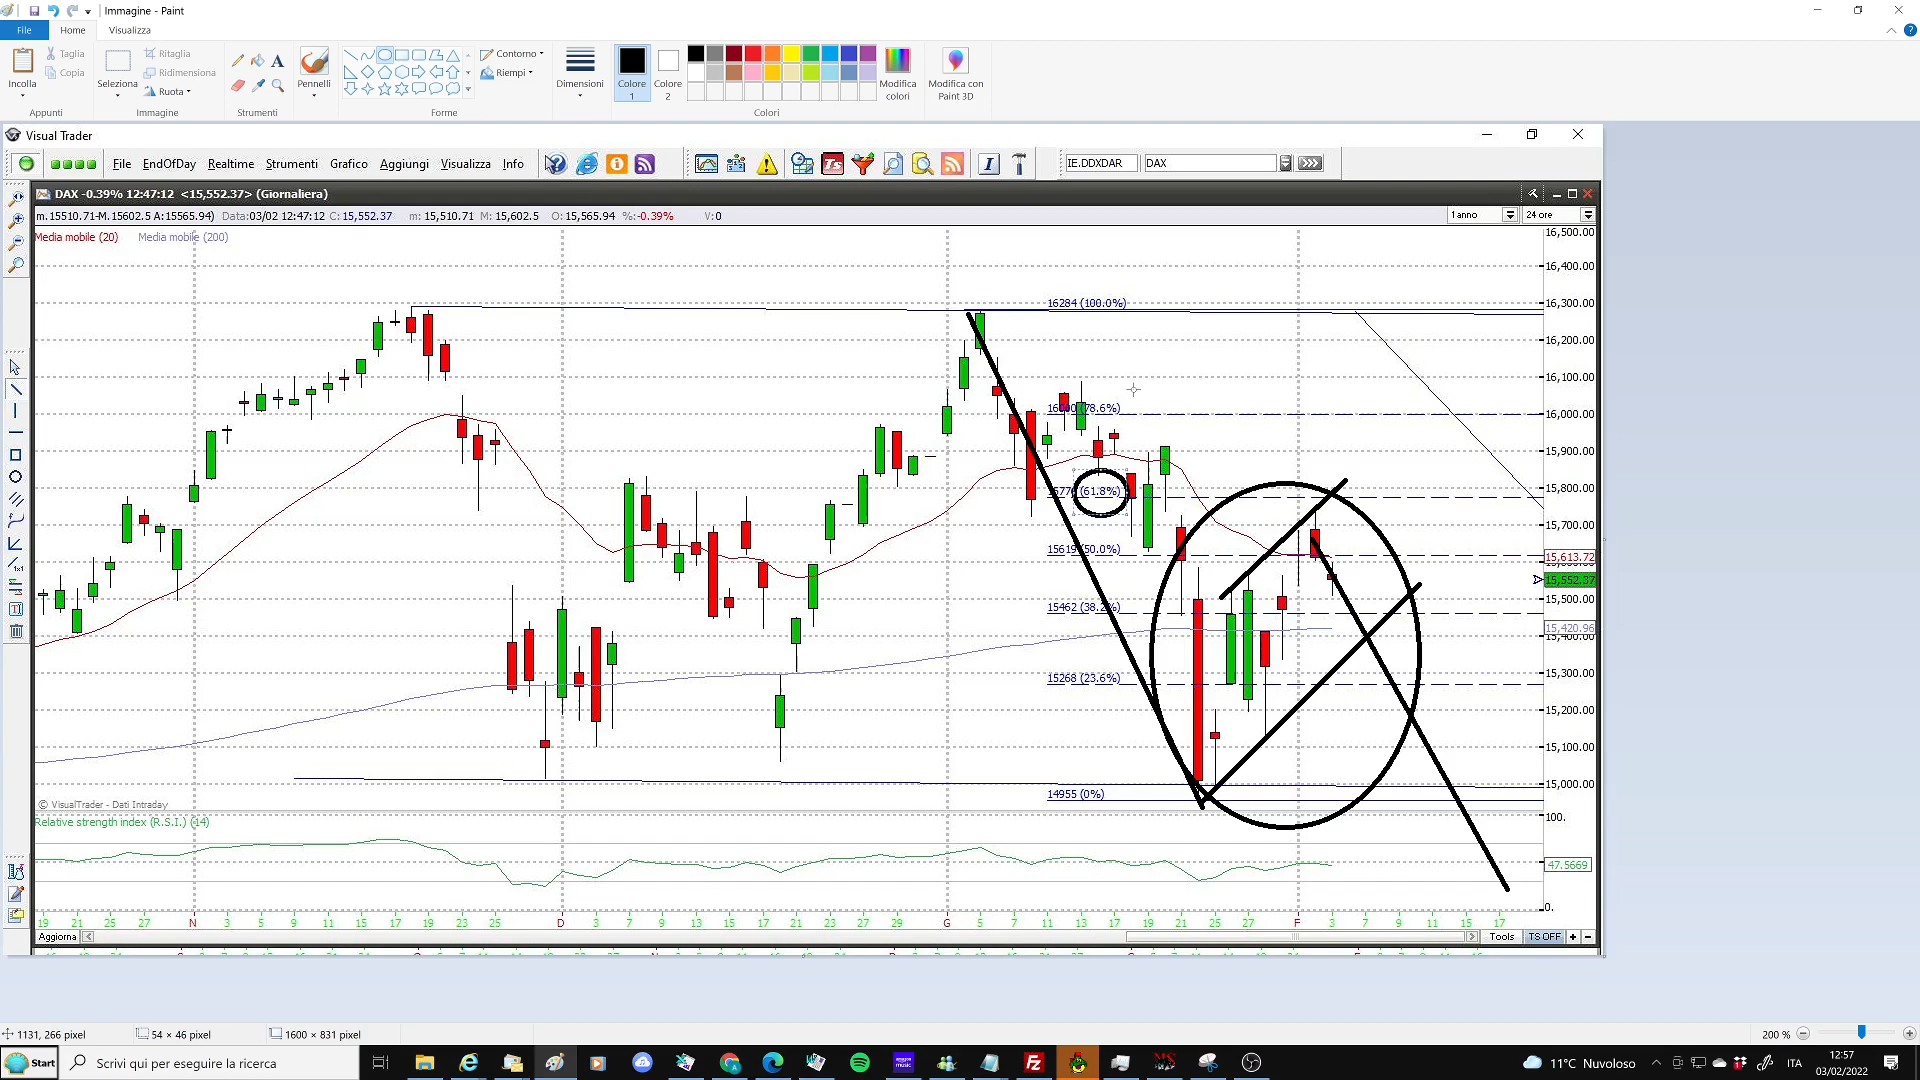 Immagine - Paint
File Home Visualizza
Incolla
Taglia
Copia
Appunti
Seleziona
Ritaglia
Ridimensiona
Ruota
Immagine
Strumenti
Pennelli
Contorno
Riempi
Forme
Dimensioni
Colore 1
Colore 2
Colori
Modifica colori
Modifica con Paint 3D
Visual Trader
File EndOfDay Realtime Strumenti Grafico Aggiungi Visualizza Info
IE.DDXDAR DAX
DAX -0.39% 12:47:12 <15,552.37> (Giornaliera)
m.15510.71-M.15602.5 A:15565.94) Data:03/02 12:47:12 C: 15,552.37 m: 15,510.71 M: 15,602.5 O: 15,565.94 %:-0.39% V:0
1 anno 24 ore
Media mobile (20) Media mobile (200)
16,500.00
16,400.00
16,300.00
16,200.00
16,100.00
16,000.00
15,900.00
15,800.00
15,700.00
15,613.72
15,552.37
15,500.00
15,420.96
15,400.00
15,300.00
15,200.00
15,100.00
15,000.00
16284 (100.0%)
(78.6%)
(61.8%)
15619 (50.0%)
15462 (38.2%)
15268 (23.6%)
14955 (0%)
© VisualTrader - Dati Intraday
Relative strength index (R.S.I.) (14)
100.
47.5669
0.
19 21 25 27 N 3 5 9 11 15 17 19 23 25 D 3 7 9 13 15 17 21 23 27 29 G 5 7 11 13 17 19 21 25 27 F 3 7 9 11 15 17
Aggiorna
Tools TS OFF + -
1131, 266 pixel
54 × 46 pixel
1600 × 831 pixel
200 %
Start
Scrivi qui per eseguire la ricerca
11°C Nuvoloso
ITA
12:57
03/02/2022